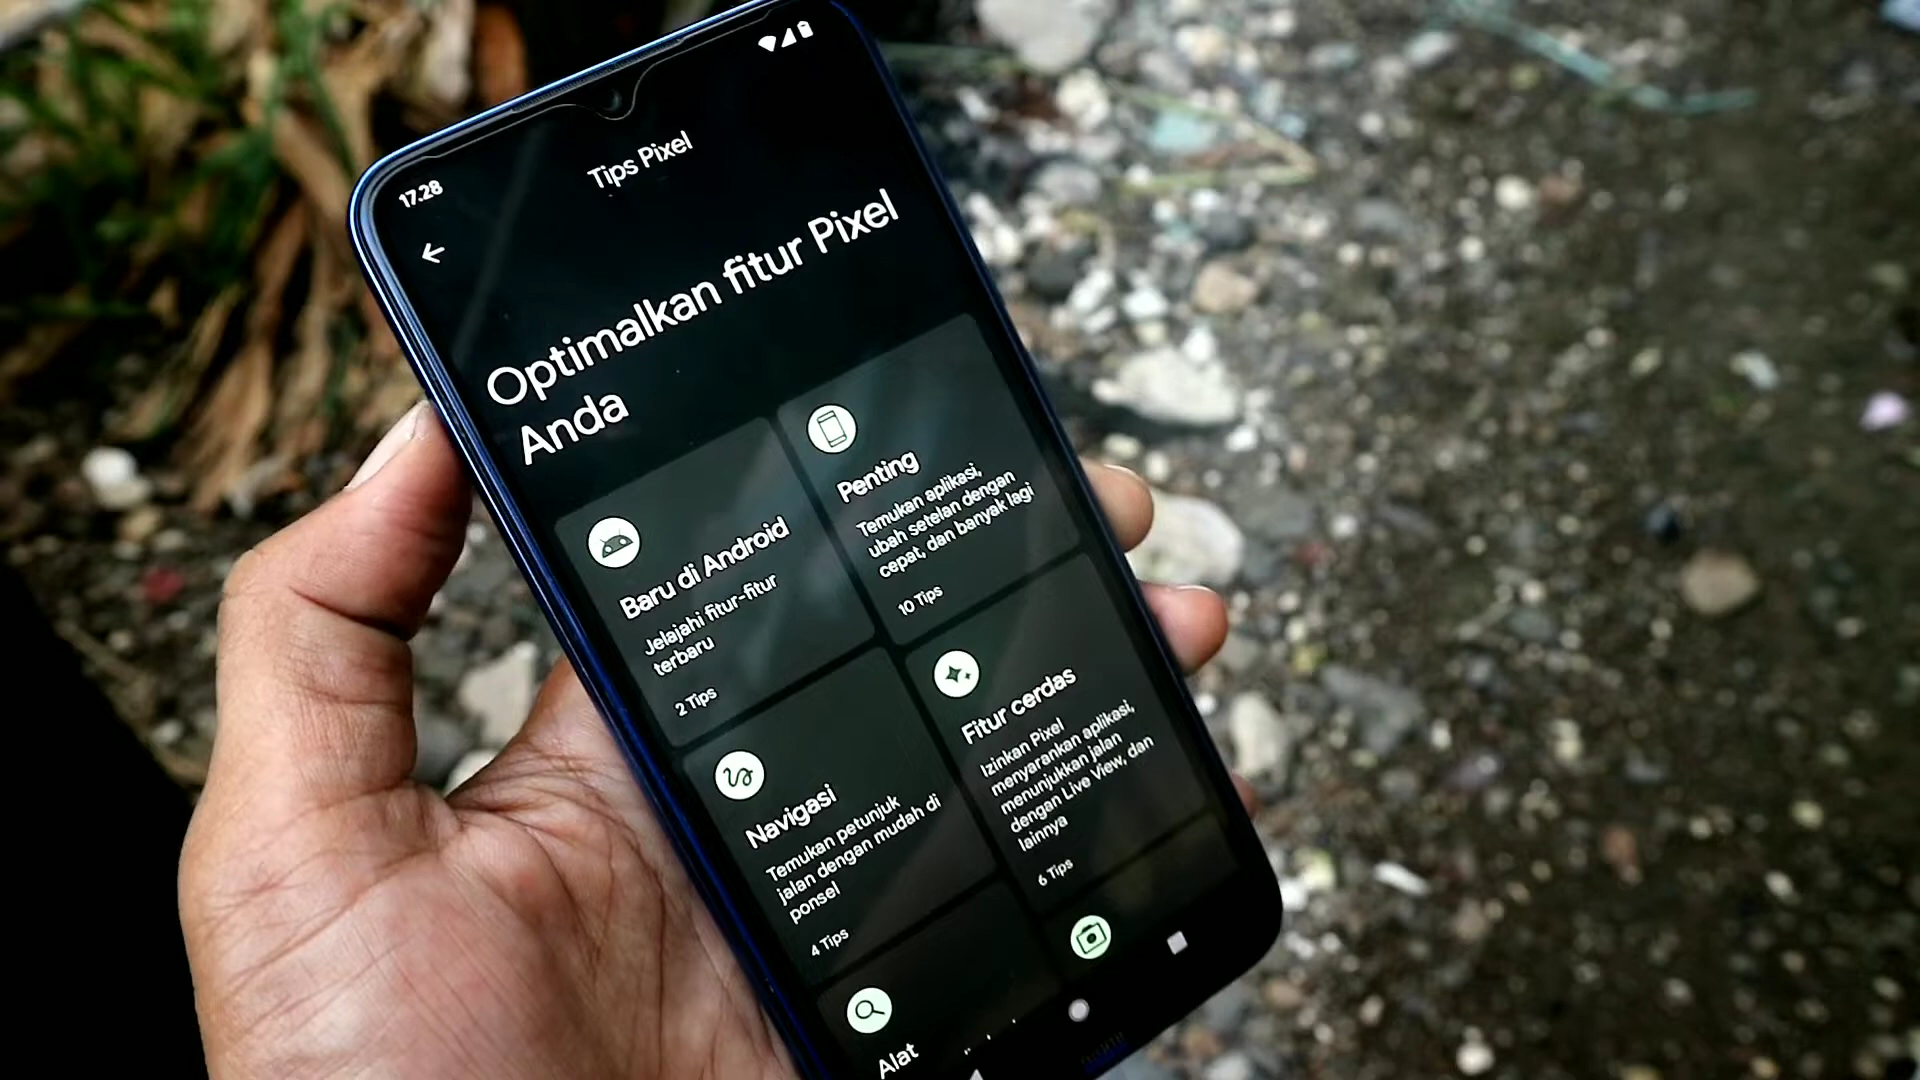 17.28
Tips Pixel
Optimalkan fitur Pixel
Anda
Baru di Android
Jelajahi fitur-fitur
terbaru
2 Tips
Penting
Temukan aplikasi,
ubah setelan dengan
cepat, dan banyak lagi
10 Tips
Navigasi
Temukan petunjuk
jalan dengan mudah di
ponsel
4 Tips
Fitur cerdas
Izinkan Pixel
menyarankan aplikasi,
menunjukkan jalan
dengan Live View, dan
lainnya
6 Tips
Alat